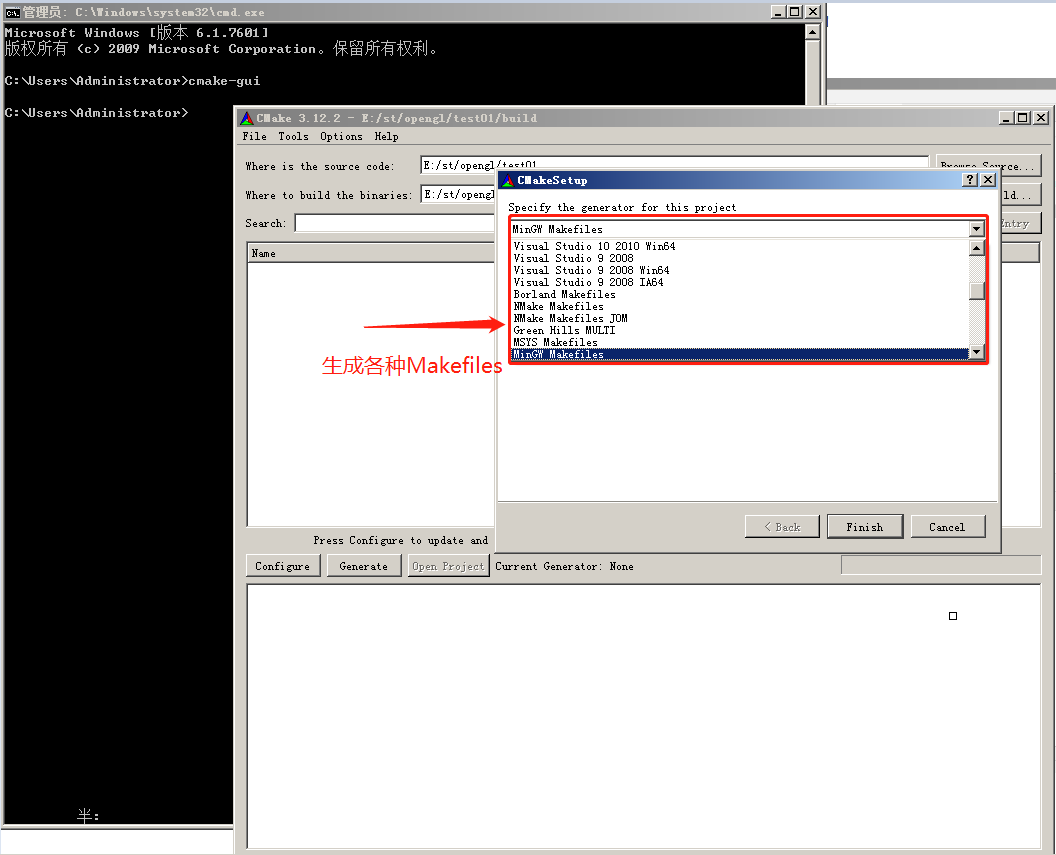 管理员: C:\Windows\system32\cmd.exe
Microsoft Windows [版本 6.1.7601]
版权所有 (c) 2009 Microsoft Corporation。保留所有权利。
C:\Users\Administrator>cmake-gui
C:\Users\Administrator>
CMake 3.12.2 - E:/st/opengl/test01/build
File Tools Options Help
Where is the source code: E:/st/opengl/test01 Browse Source...
Where to build the binaries: E:/st/opengl
Search: Entry
Name
CMakeSetup
Specify the generator for this project
MinGW Makefiles
Visual Studio 10 2010 Win64
Visual Studio 9 2008
Visual Studio 9 2008 Win64
Visual Studio 9 2008 IA64
Borland Makefiles
NMake Makefiles
NMake Makefiles JOM
Green Hills MULTI
MSYS Makefiles
MinGW Makefiles
生成各种Makefiles
< Back Finish Cancel
Press Configure to update and
Configure Generate Open Project Current Generator: None
半: